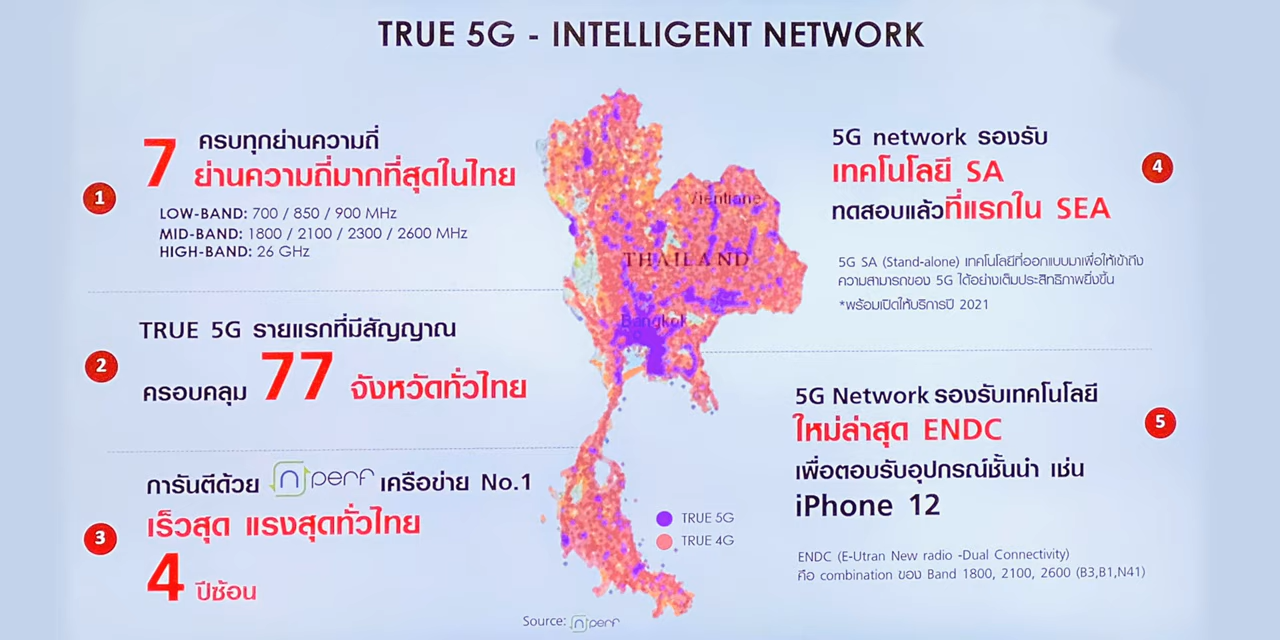 TRUE 5G - INTELLIGENT NETWORK
1
7 ครบทุกย่านความถี่
ย่านความถี่มากที่สุดในไทย
LOW-BAND: 700 / 850 / 900 MHz
MID-BAND: 1800 / 2100 / 2300 / 2600 MHz
HIGH-BAND: 26 GHz
2
TRUE 5G รายแรกที่มีสัญญาณ
ครอบคลุม 77 จังหวัดทั่วไทย
3
การันตีด้วย nperf เครือข่าย No.1
เร็วสุด แรงสุดทั่วไทย
4 ปีซ้อน
Vientiane
THAILAND
Bangkok
TRUE 5G
TRUE 4G
Source: nperf
4
5G network รองรับ
เทคโนโลยี SA
ทดสอบแล้วที่แรกใน SEA
5G SA (Stand-alone) เทคโนโลยีที่ออกแบบมาเพื่อให้เข้าถึง
ความสามารถของ 5G ได้อย่างเต็มประสิทธิภาพยิ่งขึ้น
*พร้อมเปิดให้บริการปี 2021
5
5G Network รองรับเทคโนโลยี
ใหม่ล่าสุด ENDC
เพื่อตอบรับอุปกรณ์ชั้นนำ เช่น
iPhone 12
ENDC (E-Utran New radio -Dual Connectivity)
คือ combination ของ Band 1800, 2100, 2600 (B3,B1,N41)